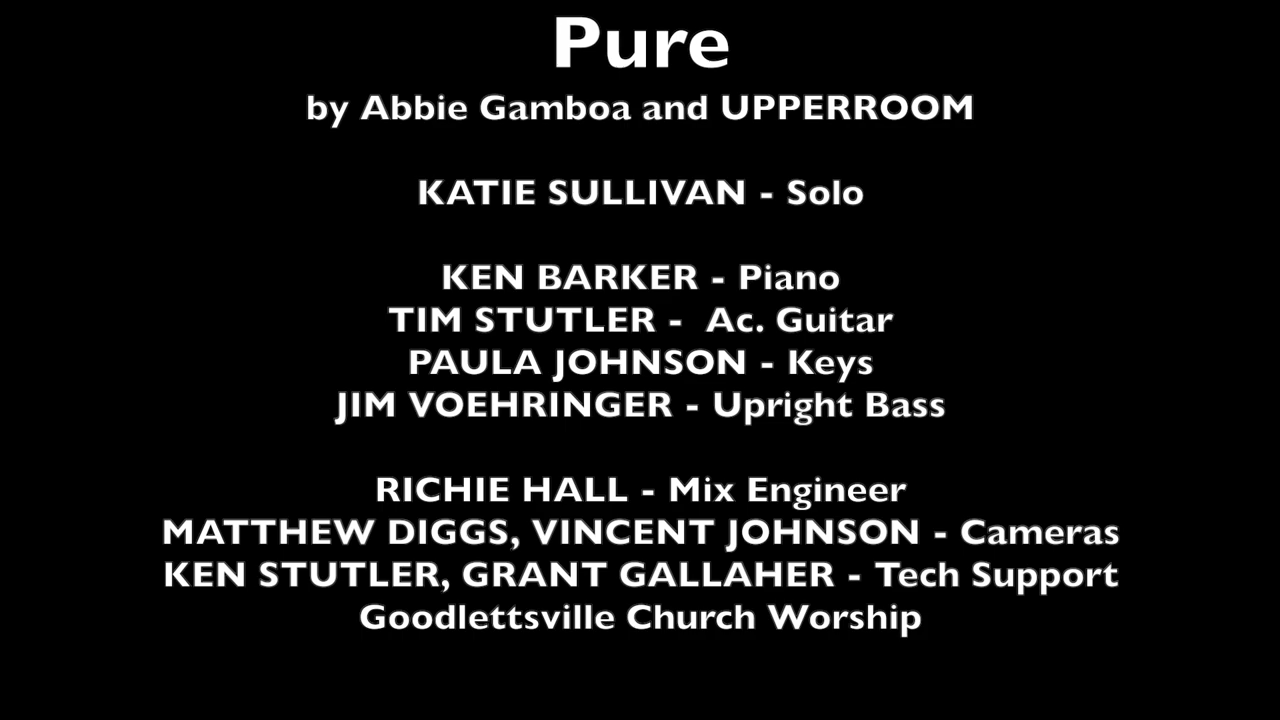 Pure
by Abbie Gamboa and UPPERROOM
KATIE SULLIVAN - Solo
KEN BARKER - Piano
TIM STUTLER -  Ac. Guitar
PAULA JOHNSON - Keys
JIM VOEHRINGER - Upright Bass
RICHIE HALL - Mix Engineer
MATTHEW DIGGS, VINCENT JOHNSON - Cameras
KEN STUTLER, GRANT GALLAHER - Tech Support
Goodlettsville Church Worship